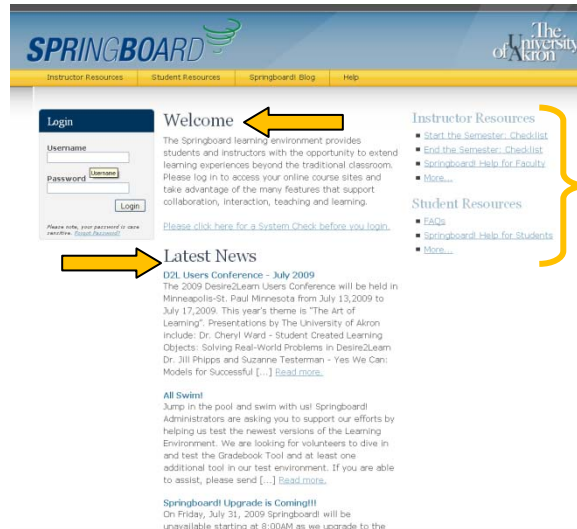 SPRINGBOARD
The
University
of Akron
Instructor Resources
Student Resources
Springboard! Blog
Help
Login
Username
Username
Password
Login
Please note, your password is case
sensitive. Forgot Password?
Welcome
The Springboard learning environment provides
students and instructors with the opportunity to extend
learning experiences beyond the traditional classroom.
Please log in to access your online course sites and
take advantage of the many features that support
collaboration, interaction, teaching and learning.
Please click here for a System Check before you login.
Latest News
D2L Users Conference - July 2009
The 2009 Desire2Learn Users Conference will be held in
Minneapolis-St. Paul Minnesota from July 13,2009 to
July 17,2009. This year's theme is "The Art of
Learning". Presentations by The University of Akron
include: Dr. Cheryl Ward - Student Created Learning
Objects: Solving Real-World Problems in Desire2Learn
Dr. Jill Phipps and Suzanne Testerman - Yes We Can:
Models for Successful [...] Read more.
All Swim!
Jump in the pool and swim with us! Springboard!
Administrators are asking you to support our efforts by
helping us test the newest versions of the Learning
Environment. We are looking for volunteers to dive in
and test the Gradebook Tool and at least one
additional tool in our test environment. If you are able
to assist, please send [...] Read more.
Springboard! Upgrade is Coming!!!
On Friday, July 31, 2009 Springboard! will be
unavailable starting at 8:00AM as we upgrade to the
Instructor Resources
Start the Semester: Checklist
End the Semester: Checklist
Springboard! Help for Faculty
More...
Student Resources
FAQs
Springboard! Help for Students
More...